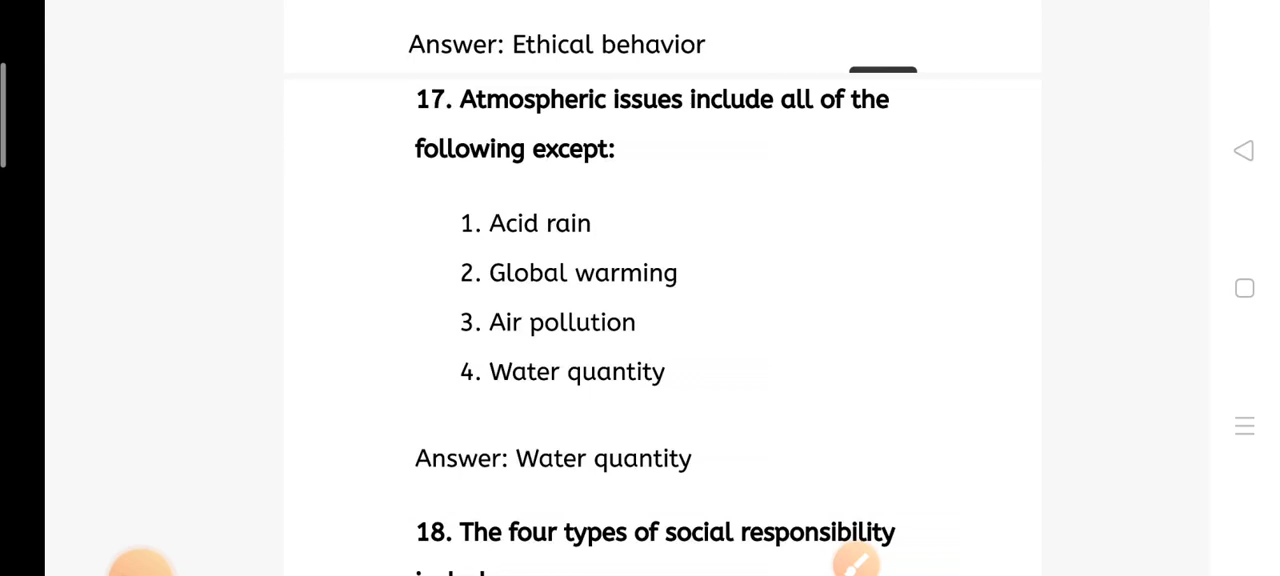 Answer: Ethical behavior
17. Atmospheric issues include all of the
following except:
1. Acid rain
2. Global warming
3. Air pollution
4. Water quantity
Answer: Water quantity
18. The four types of social responsibility